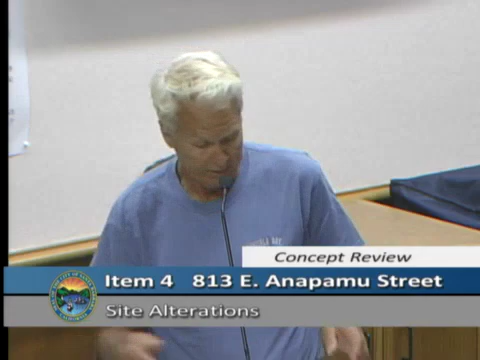 Concept Review
Item 4 813 E. Anapamu Street
Site Alterations